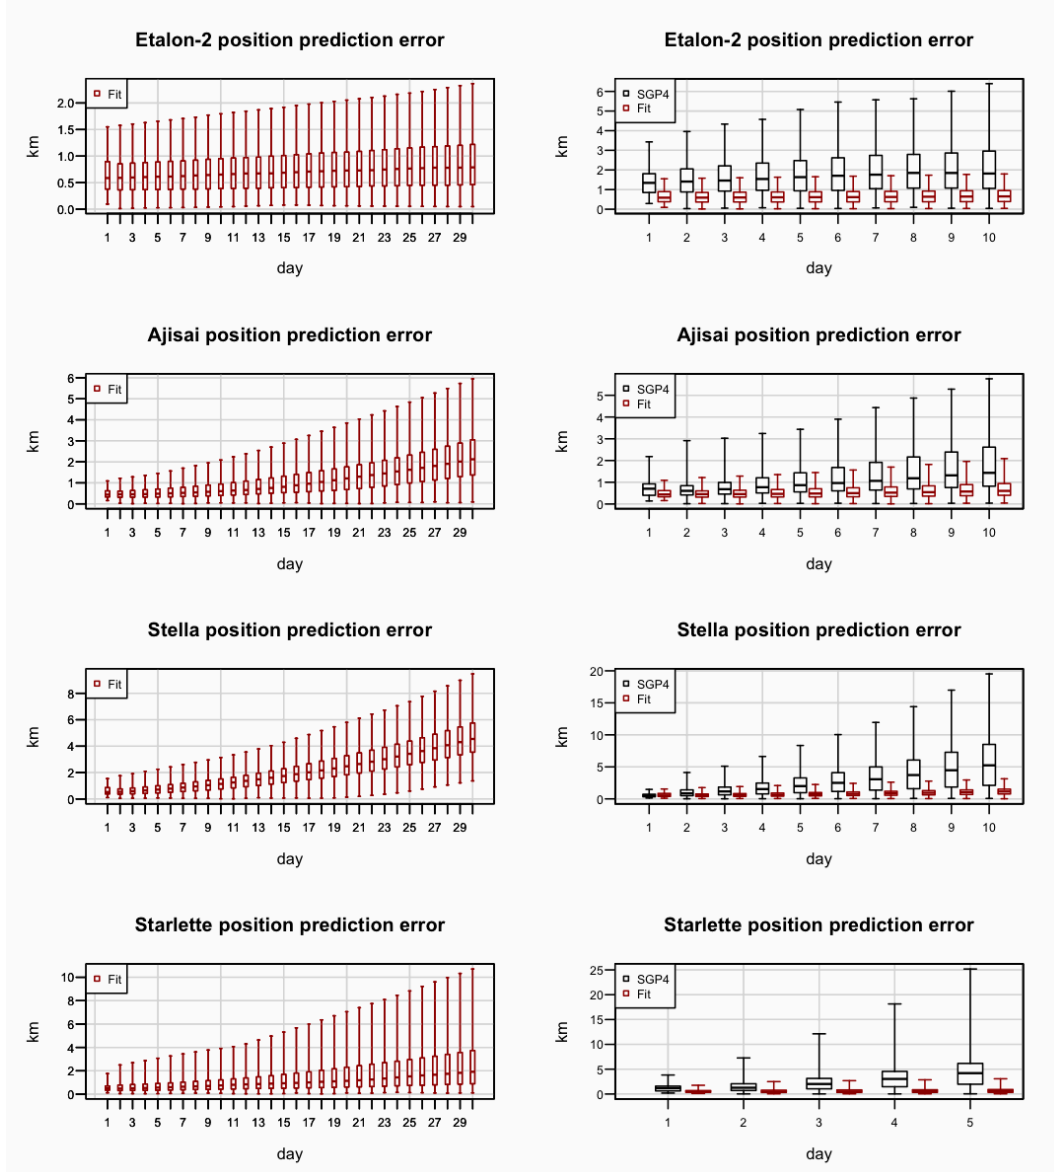 Etalon-2 position prediction error
Fit
2.0
1.5
1.0
0.5
0.0
km
1 3 5 7 9 11 13 15 17 19 21 23 25 27 29
day
Etalon-2 position prediction error
SGP4
Fit
6
5
4
3
2
1
0
km
1 2 3 4 5 6 7 8 9 10
day
Ajisai position prediction error
Fit
6
5
4
3
2
1
0
km
1 3 5 7 9 11 13 15 17 19 21 23 25 27 29
day
Ajisai position prediction error
SGP4
Fit
5
4
3
2
1
0
km
1 2 3 4 5 6 7 8 9 10
day
Stella position prediction error
Fit
8
6
4
2
0
km
1 3 5 7 9 11 13 15 17 19 21 23 25 27 29
day
Stella position prediction error
SGP4
Fit
20
15
10
5
0
km
1 2 3 4 5 6 7 8 9 10
day
Starlette position prediction error
Fit
10
8
6
4
2
0
km
1 3 5 7 9 11 13 15 17 19 21 23 25 27 29
day
Starlette position prediction error
SGP4
Fit
25
20
15
10
5
0
km
1 2 3 4 5
day